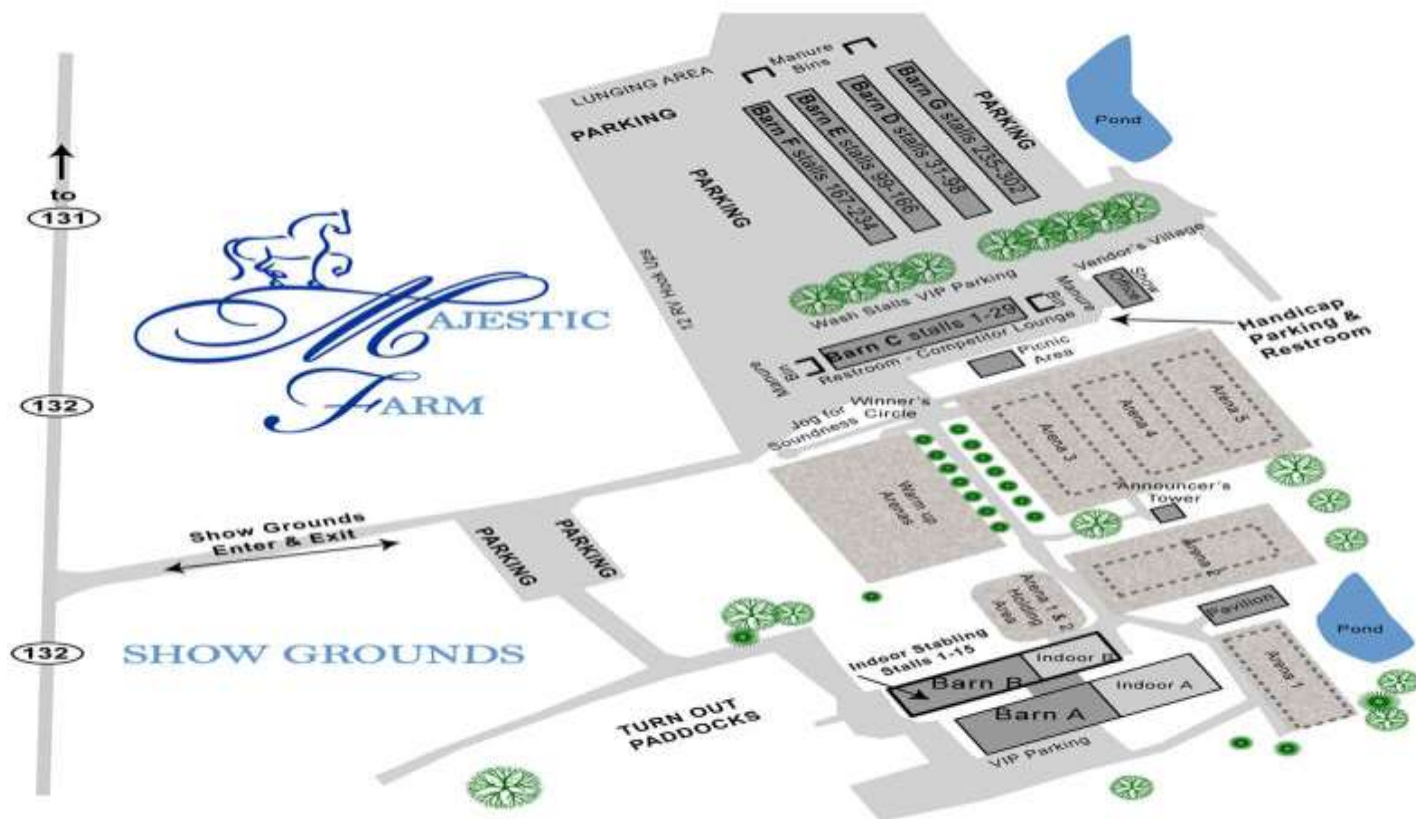 to
131
132
132
MAJESTIC
FARM
SHOW GROUNDS
Show Grounds
Enter & Exit
LUNGING AREA
PARKING
PARKING
12 RV Hook Ups
Manure
Bins
Barn F stalls 167-234
Barn E stalls 99-166
Barn D stalls 31-98
Barn G stalls 235-302
PARKING
Pond
Wash Stalls VIP Parking
Vendor's Village
Show
Office
Manure
Bin
Barn C stalls 1-29
Restroom - Competitor Lounge
Manure
Bin
Handicap
Parking &
Restroom
Picnic
Area
Jog for
Soundness
Winner's
Circle
Arena 3
Arena 4
Arena 5
Warm up
Arenas
Announcer's
Tower
PARKING
PARKING
Arena 2
Arena 1 & 2
Holding
Area
Pavilion
Pond
Arena 1
Indoor Stabling
Stalls 1-15
Barn B
Indoor B
Barn A
Indoor A
VIP Parking
TURN OUT
PADDOCKS